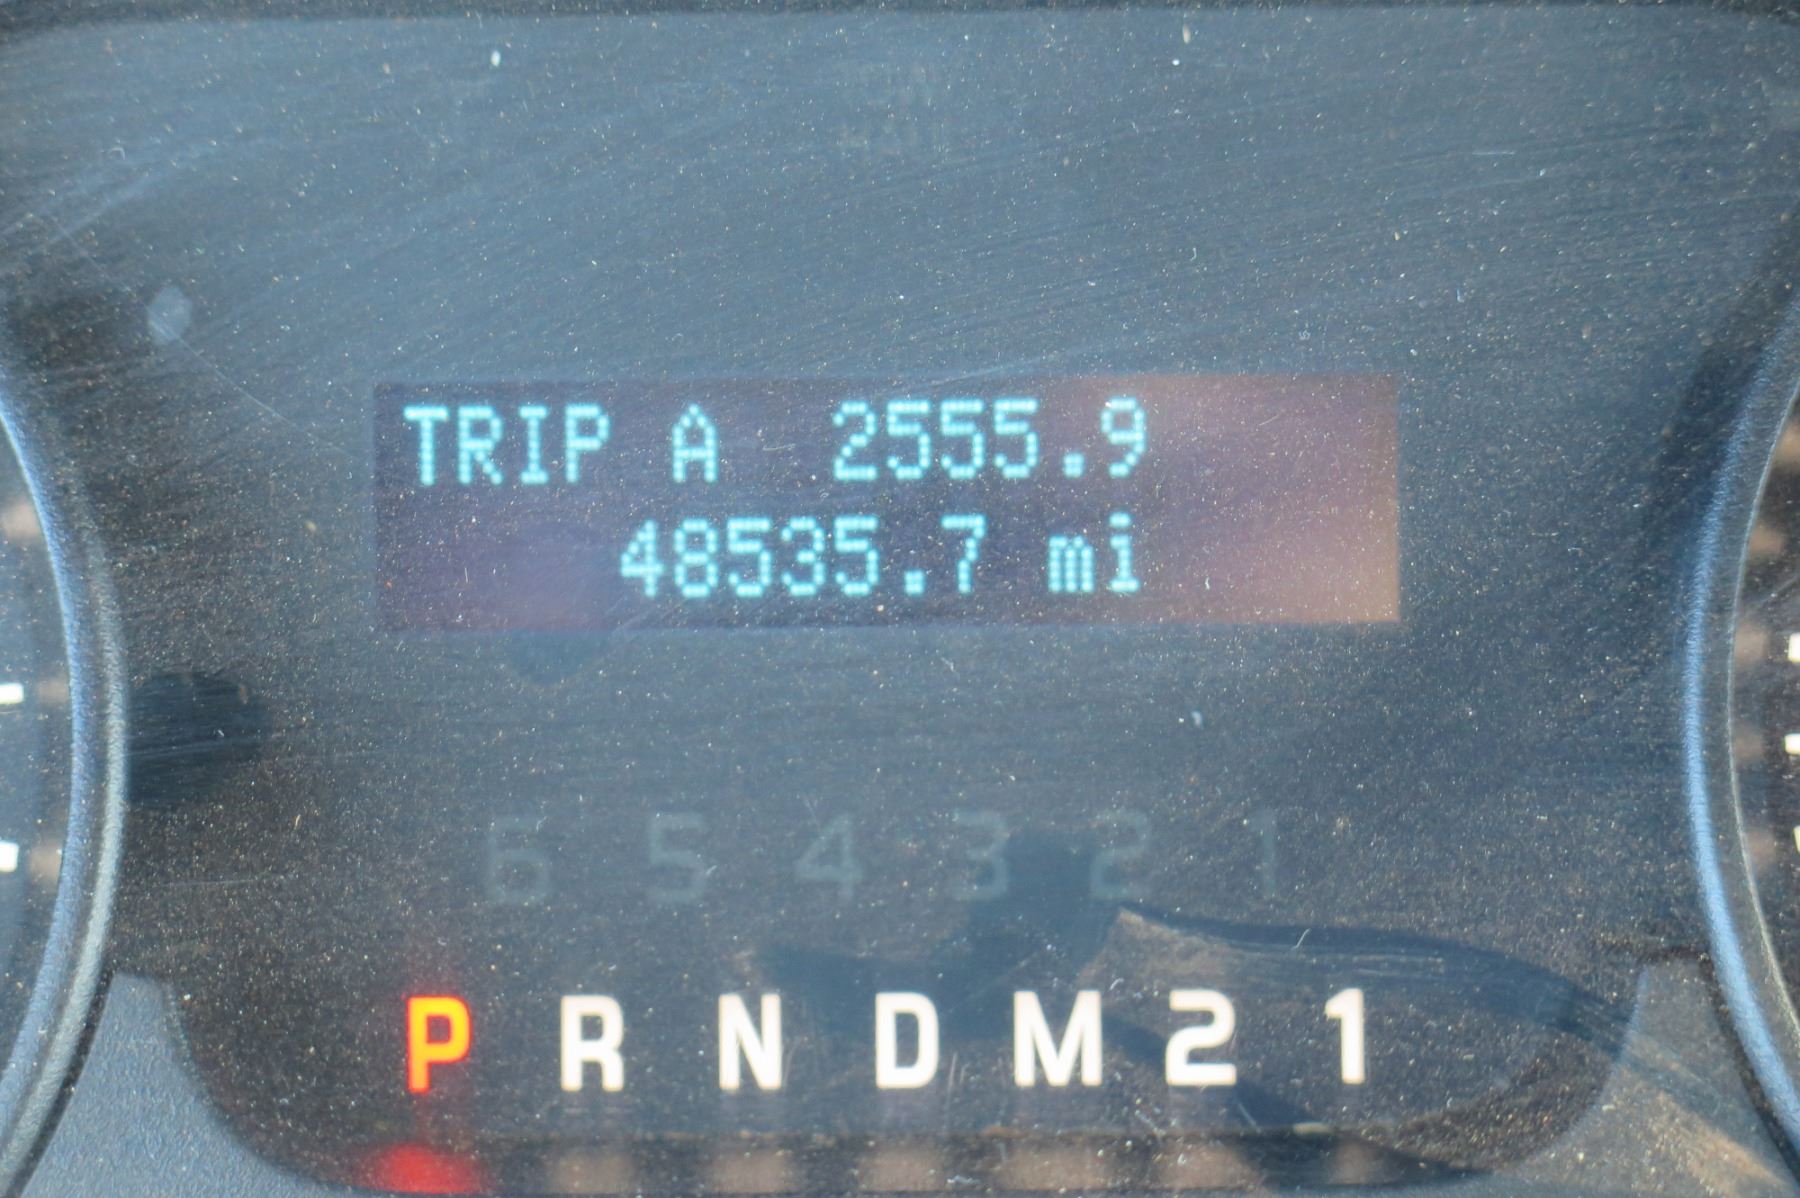 TRIP A 2555.9
48535.7 mi
6 5 4 3 2 1
P R N D M 2 1